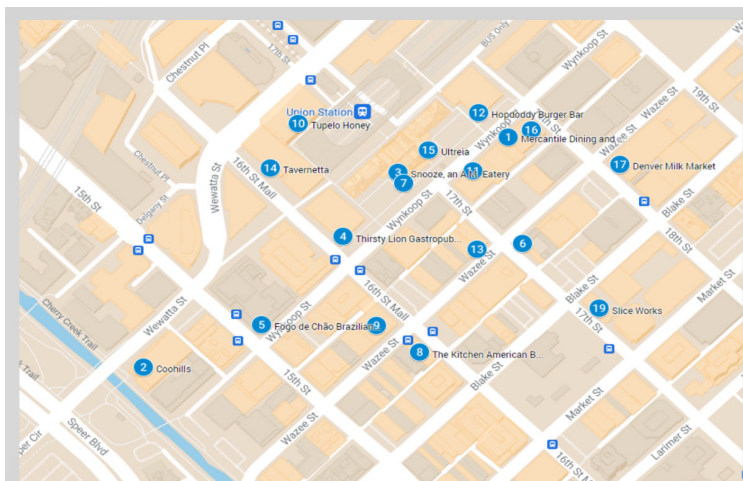 Chestnut Pl
17th St
BUS Only
Wynkoop St
19th St
Wazee St
Union Station
10
Tupelo Honey
12
Hopdoddy Burger Bar
16
1
Mercantile Dining and
Wynkoop St
15
Ultreia
Wazee St
17
Denver Milk Market
Chestnut Pl
14
Tavernetta
16th St Mall
3
Snooze, an A.M. Eatery
11
7
15th St
Delgany St
Wewatta St
Wynkoop St
17th St
Blake St
18th St
4
Thirsty Lion Gastropub...
13
6
Wazee St
16th St Mall
Blake St
Market St
Wewatta St
Cherry Creek Trail
5
Fogo de Chão Brazilian
9
Wynkoop St
19
Slice Works
17th St
Wazee St
8
The Kitchen American B...
2
Coohills
15th St
Blake St
Trail
Speer Blvd
Wazee St
Market St
Larimer St
16th St M
per Cir